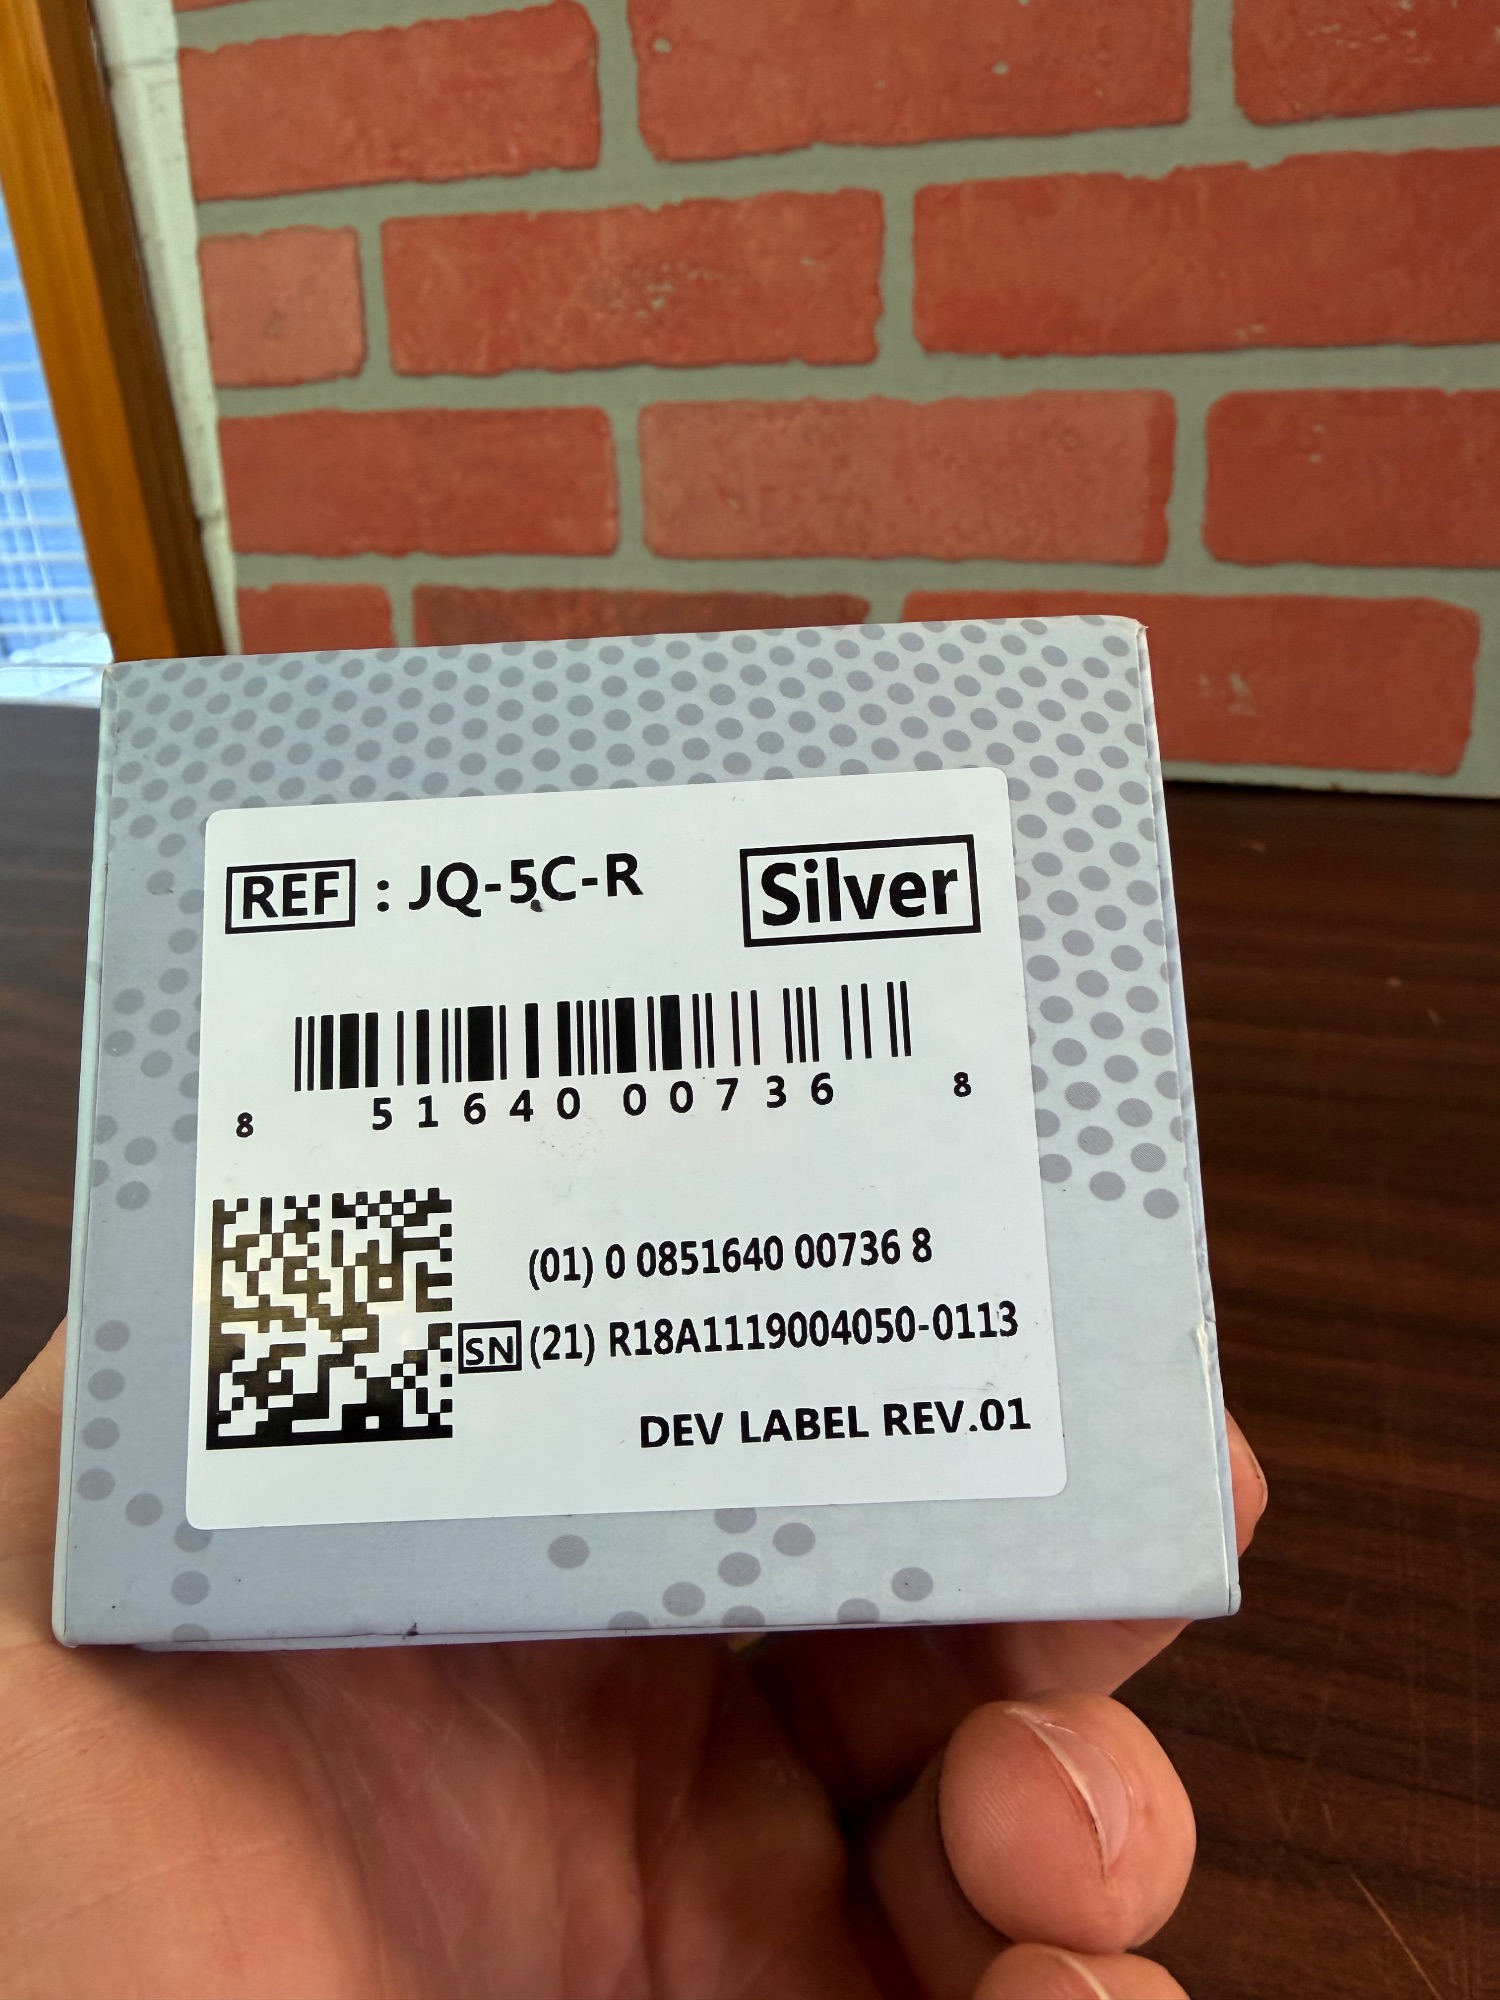 REF : JQ-5C-R Silver
8 51640 00736 8
(01) 0 0851640 00736 8
SN (21) R18A1119004050-0113
DEV LABEL REV.01